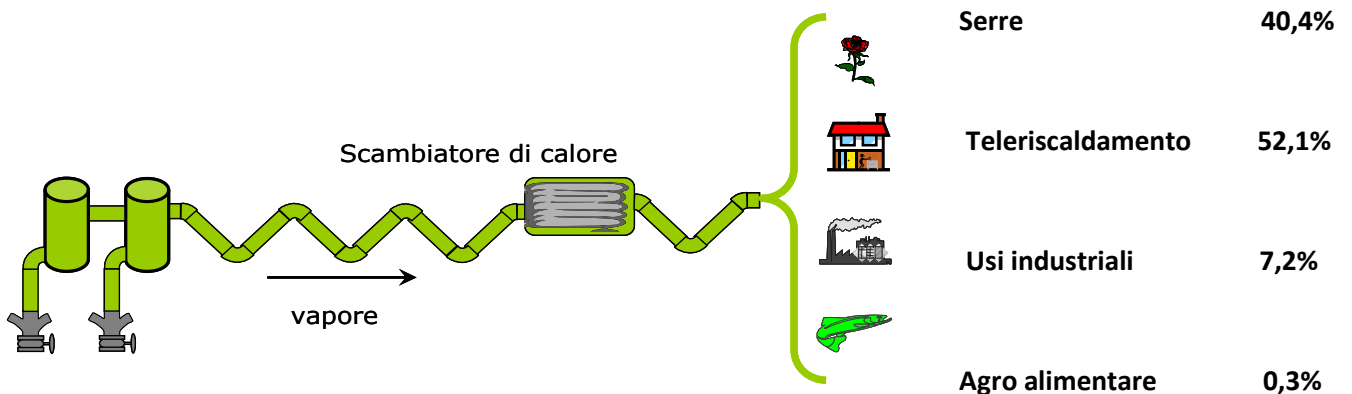 Serre 40,4%
Scambiatore di calore
Teleriscaldamento 52,1%
vapore
Usi industriali 7,2%
Agro alimentare 0,3%